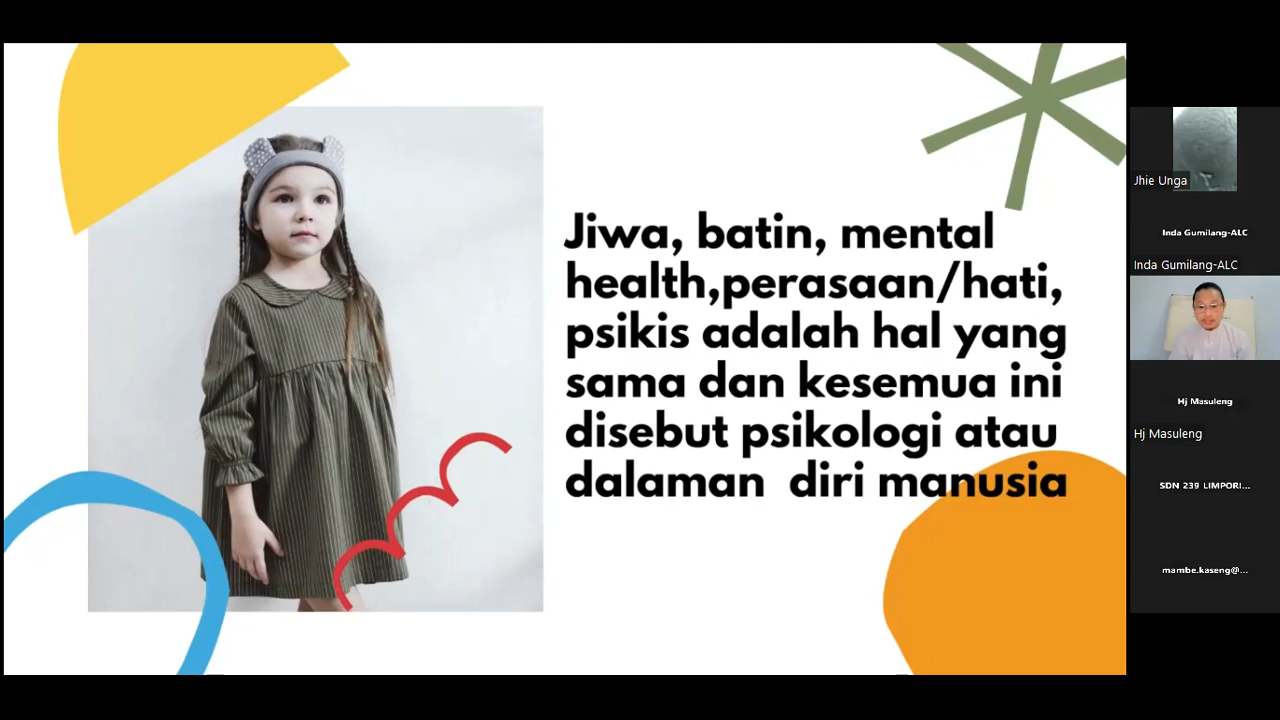 Jiwa, batin, mental
health,perasaan/hati,
psikis adalah hal yang
sama dan kesemua ini
disebut psikologi atau
dalaman diri manusia
Jhie Unga
Inda Gumilang-ALC
Inda Gumilang-ALC
Hj Masuleng
Hj Masuleng
SDN 239 LIMPORI...
mambe.kaseng@...